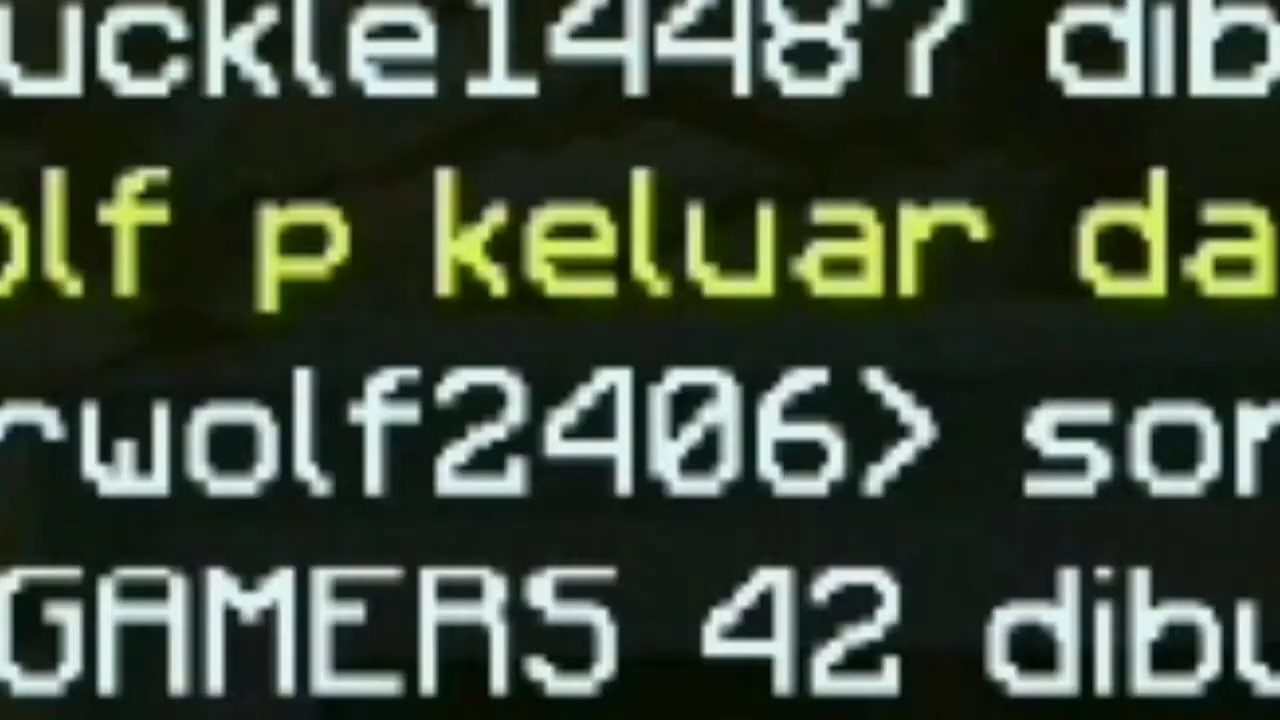 uckle14487 dib
olf p keluar da
rwolf2406> sor
GAMERS 42 dibu